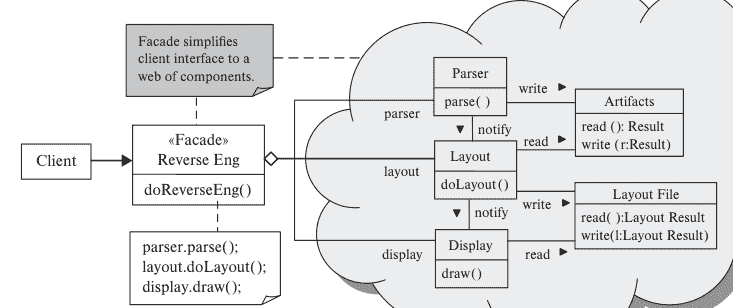 Facade simplifies
client interface to a
web of components.
Client
«Facade»
Reverse Eng
doReverseEng()
parser.parse();
layout.doLayout();
display.draw();
parser
layout
display
Parser
parse( )
write
notify
read
Artifacts
read (): Result
write (r:Result)
Layout
doLayout()
write
notify
Layout File
read( ):Layout Result
write(l:Layout Result)
Display
draw()
read